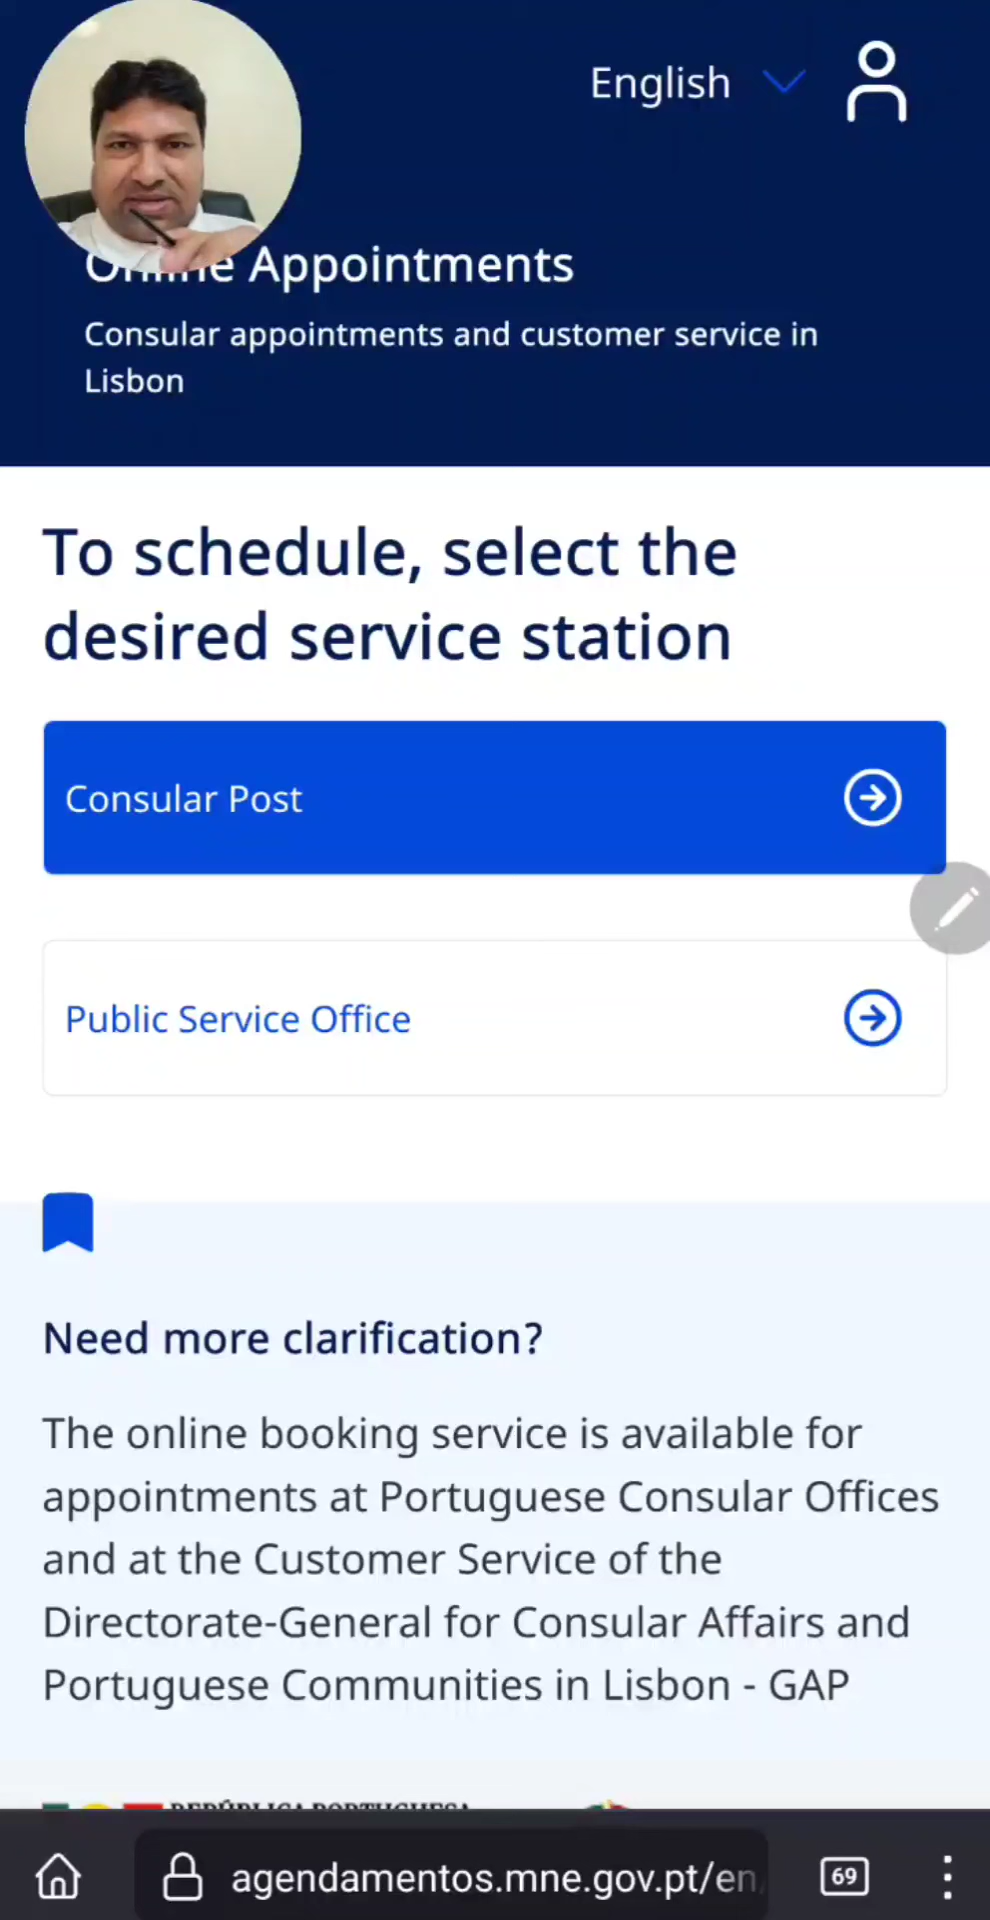 English
Online Appointments
Consular appointments and customer service in
Lisbon
To schedule, select the
desired service station
Consular Post
Public Service Office
Need more clarification?
The online booking service is available for
appointments at Portuguese Consular Offices
and at the Customer Service of the
Directorate-General for Consular Affairs and
Portuguese Communities in Lisbon - GAP
REPÚBLICA PORTUGUESA
agendamentos.mne.gov.pt/en
69